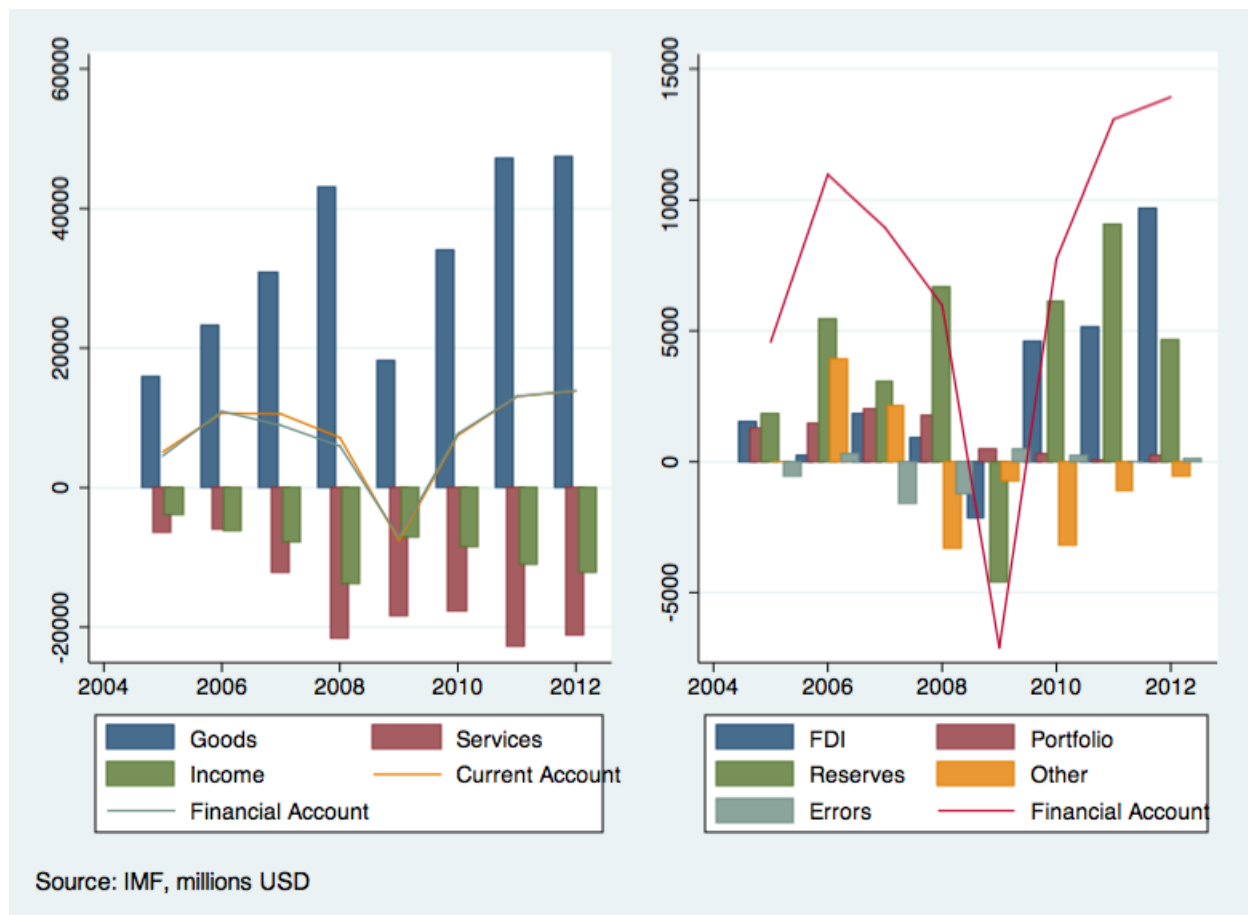 60000
40000
20000
0
-20000
2004 2006 2008 2010 2012
Goods Services
Income Current Account
Financial Account
15000
10000
5000
0
-5000
2004 2006 2008 2010 2012
FDI Portfolio
Reserves Other
Errors Financial Account
Source: IMF, millions USD